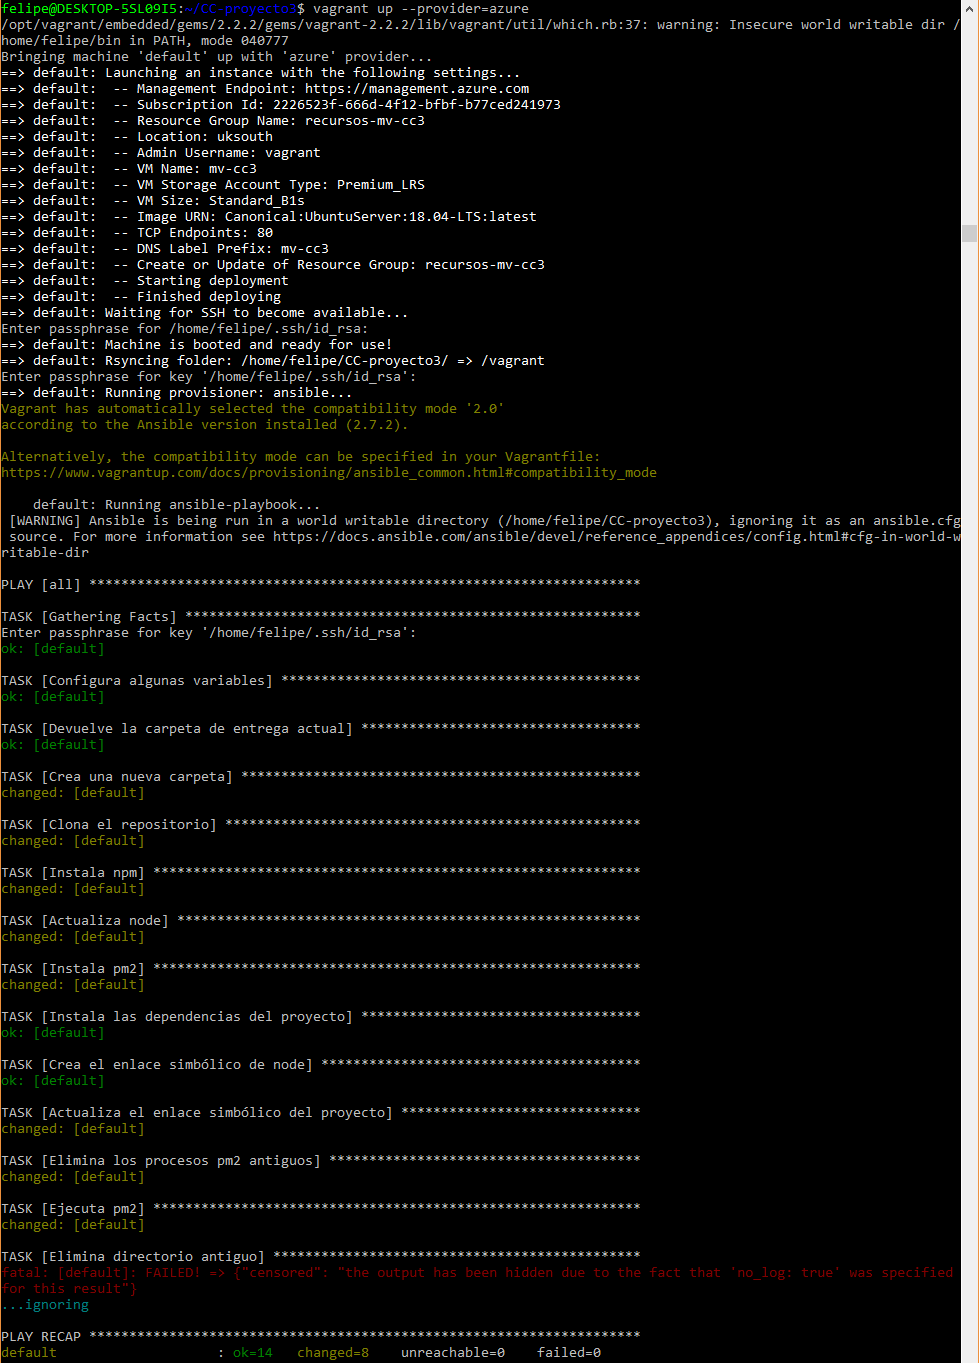 felipe@DESKTOP-5SL09I5:~/CC-proyecto3$ vagrant up --provider=azure
/opt/vagrant/embedded/gems/2.2.2/gems/vagrant-2.2.2/lib/vagrant/util/which.rb:37: warning: Insecure world writable dir /
home/felipe/bin in PATH, mode 040777
Bringing machine 'default' up with 'azure' provider...
==> default: Launching an instance with the following settings...
==> default:  -- Management Endpoint: https://management.azure.com
==> default:  -- Subscription Id: 2226523f-666d-4f12-bfbf-b77ced241973
==> default:  -- Resource Group Name: recursos-mv-cc3
==> default:  -- Location: uksouth
==> default:  -- Admin Username: vagrant
==> default:  -- VM Name: mv-cc3
==> default:  -- VM Storage Account Type: Premium_LRS
==> default:  -- VM Size: Standard_B1s
==> default:  -- Image URN: Canonical:UbuntuServer:18.04-LTS:latest
==> default:  -- TCP Endpoints: 80
==> default:  -- DNS Label Prefix: mv-cc3
==> default:  -- Create or Update of Resource Group: recursos-mv-cc3
==> default:  -- Starting deployment
==> default:  -- Finished deploying
==> default: Waiting for SSH to become available...
Enter passphrase for /home/felipe/.ssh/id_rsa:
==> default: Machine is booted and ready for use!
==> default: Rsyncing folder: /home/felipe/CC-proyecto3/ => /vagrant
Enter passphrase for key '/home/felipe/.ssh/id_rsa':
==> default: Running provisioner: ansible...
Vagrant has automatically selected the compatibility mode '2.0'
according to the Ansible version installed (2.7.2).
Alternatively, the compatibility mode can be specified in your Vagrantfile:
https://www.vagrantup.com/docs/provisioning/ansible_common.html#compatibility_mode
default: Running ansible-playbook...
[WARNING] Ansible is being run in a world writable directory (/home/felipe/CC-proyecto3), ignoring it as an ansible.cfg
source. For more information see https://docs.ansible.com/ansible/devel/reference_appendices/config.html#cfg-in-world-w
ritable-dir
PLAY [all] *********************************************************************
TASK [Gathering Facts] *********************************************************
Enter passphrase for key '/home/felipe/.ssh/id_rsa':
ok: [default]
TASK [Configura algunas variables] *********************************************
ok: [default]
TASK [Devuelve la carpeta de entrega actual] ***********************************
ok: [default]
TASK [Crea una nueva carpeta] **************************************************
changed: [default]
TASK [Clona el repositorio] ****************************************************
changed: [default]
TASK [Instala npm] *************************************************************
changed: [default]
TASK [Actualiza node] **********************************************************
changed: [default]
TASK [Instala pm2] *************************************************************
changed: [default]
TASK [Instala las dependencias del proyecto] ***********************************
ok: [default]
TASK [Crea el enlace simbólico de node] ****************************************
ok: [default]
TASK [Actualiza el enlace simbólico del proyecto] ******************************
changed: [default]
TASK [Elimina los procesos pm2 antiguos] ***************************************
changed: [default]
TASK [Ejecuta pm2] *************************************************************
changed: [default]
TASK [Elimina directorio antiguo] **********************************************
fatal: [default]: FAILED! => {"censored": "the output has been hidden due to the fact that 'no_log: true' was specified
for this result"}
...ignoring
PLAY RECAP *********************************************************************
default                    : ok=14   changed=8    unreachable=0    failed=0